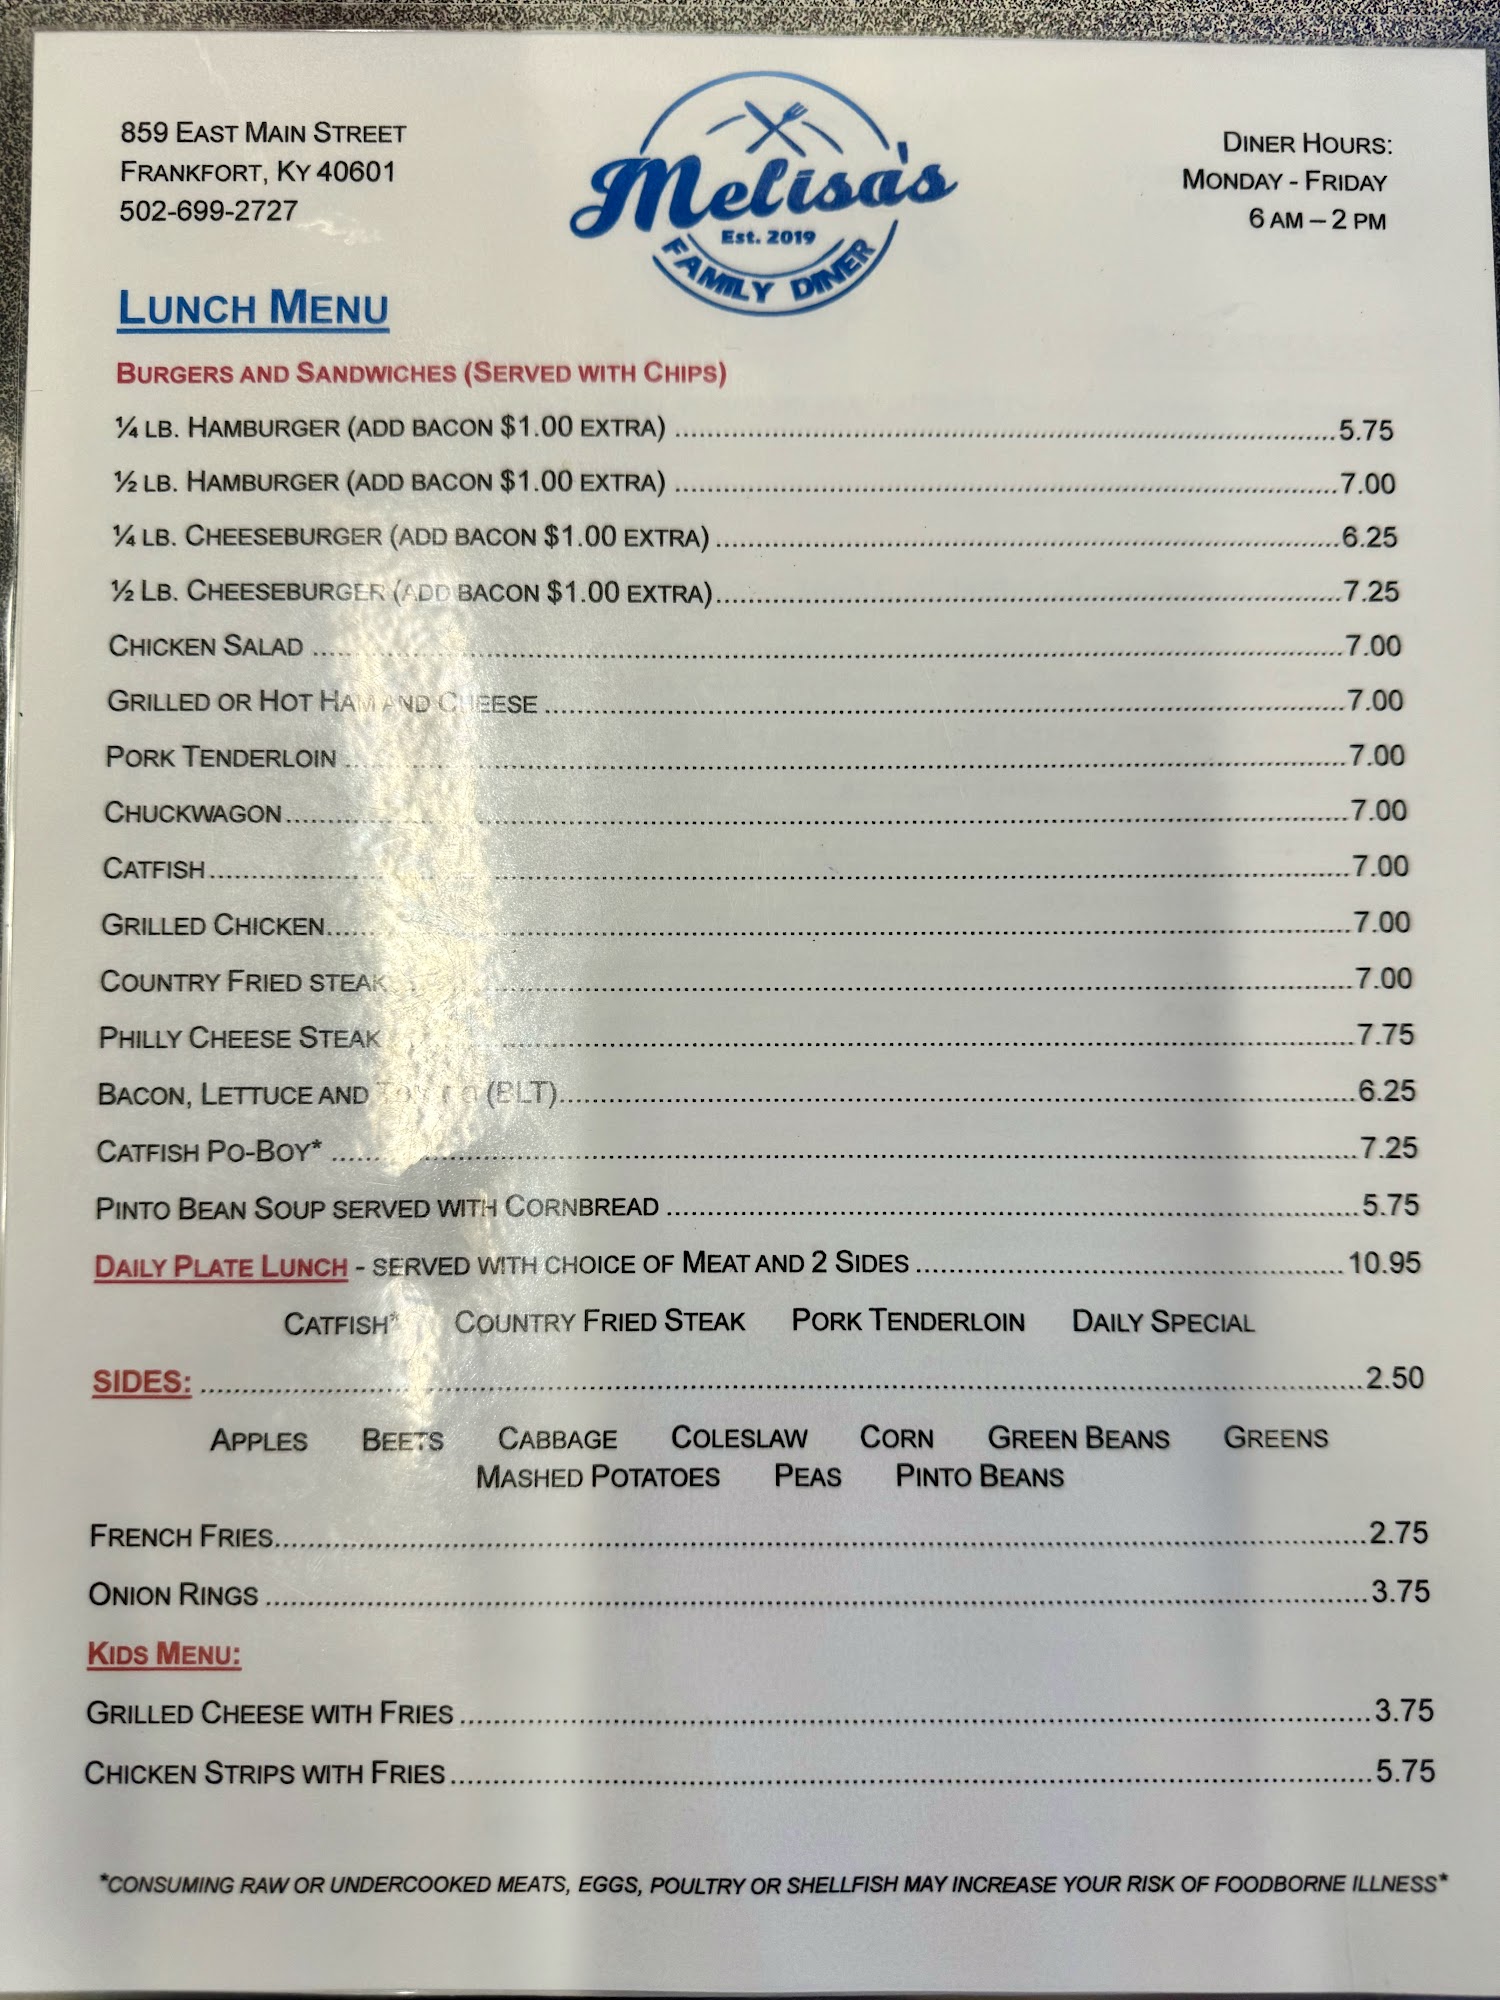 859 EAST MAIN STREET
FRANKFORT, KY 40601
502-699-2727
Melisa's
Est. 2019
FAMILY DINER
DINER HOURS:
MONDAY - FRIDAY
6 AM – 2 PM
LUNCH MENU
BURGERS AND SANDWICHES (SERVED WITH CHIPS)
¼ LB. HAMBURGER (ADD BACON $1.00 EXTRA) 5.75
½ LB. HAMBURGER (ADD BACON $1.00 EXTRA) 7.00
¼ LB. CHEESEBURGER (ADD BACON $1.00 EXTRA) 6.25
½ LB. CHEESEBURGER (ADD BACON $1.00 EXTRA) 7.25
CHICKEN SALAD 7.00
GRILLED OR HOT HAM AND CHEESE 7.00
PORK TENDERLOIN 7.00
CHUCKWAGON 7.00
CATFISH 7.00
GRILLED CHICKEN 7.00
COUNTRY FRIED STEAK 7.00
PHILLY CHEESE STEAK 7.75
BACON, LETTUCE AND TOMATO (BLT) 6.25
CATFISH PO-BOY* 7.25
PINTO BEAN SOUP SERVED WITH CORNBREAD 5.75
DAILY PLATE LUNCH - SERVED WITH CHOICE OF MEAT AND 2 SIDES 10.95
CATFISH* COUNTRY FRIED STEAK PORK TENDERLOIN DAILY SPECIAL
SIDES: 2.50
APPLES BEETS CABBAGE COLESLAW CORN GREEN BEANS GREENS
MASHED POTATOES PEAS PINTO BEANS
FRENCH FRIES 2.75
ONION RINGS 3.75
KIDS MENU:
GRILLED CHEESE WITH FRIES 3.75
CHICKEN STRIPS WITH FRIES 5.75
*CONSUMING RAW OR UNDERCOOKED MEATS, EGGS, POULTRY OR SHELLFISH MAY INCREASE YOUR RISK OF FOODBORNE ILLNESS*